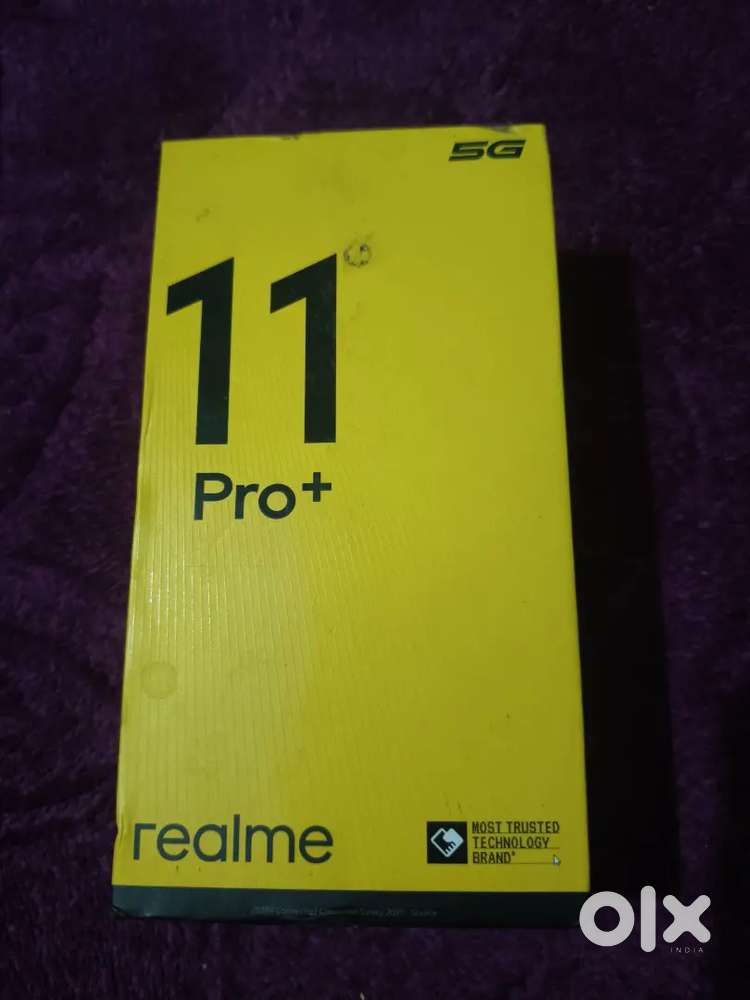 5G
11
Pro+
realme
MOST TRUSTED
TECHNOLOGY
BRAND*
olx
INDIA